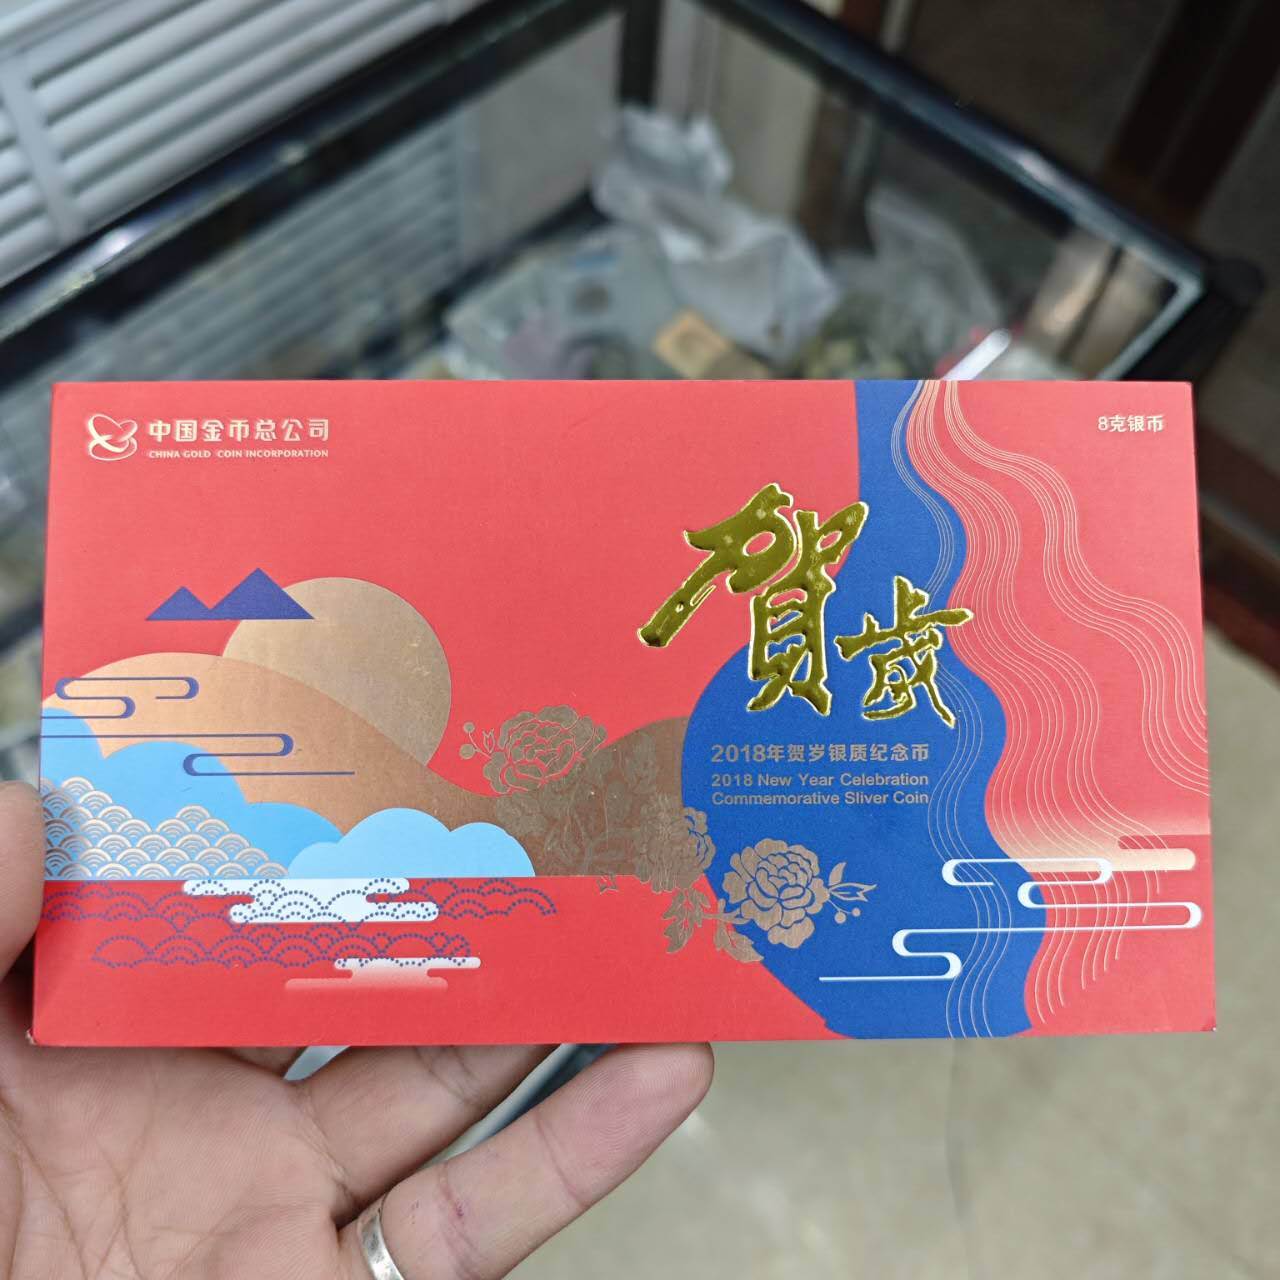 中国金币总公司
CHINA GOLD COIN INCORPORATION
8克银币
賀歲
2018年贺岁银质纪念币
2018 New Year Celebration
Commemorative Sliver Coin